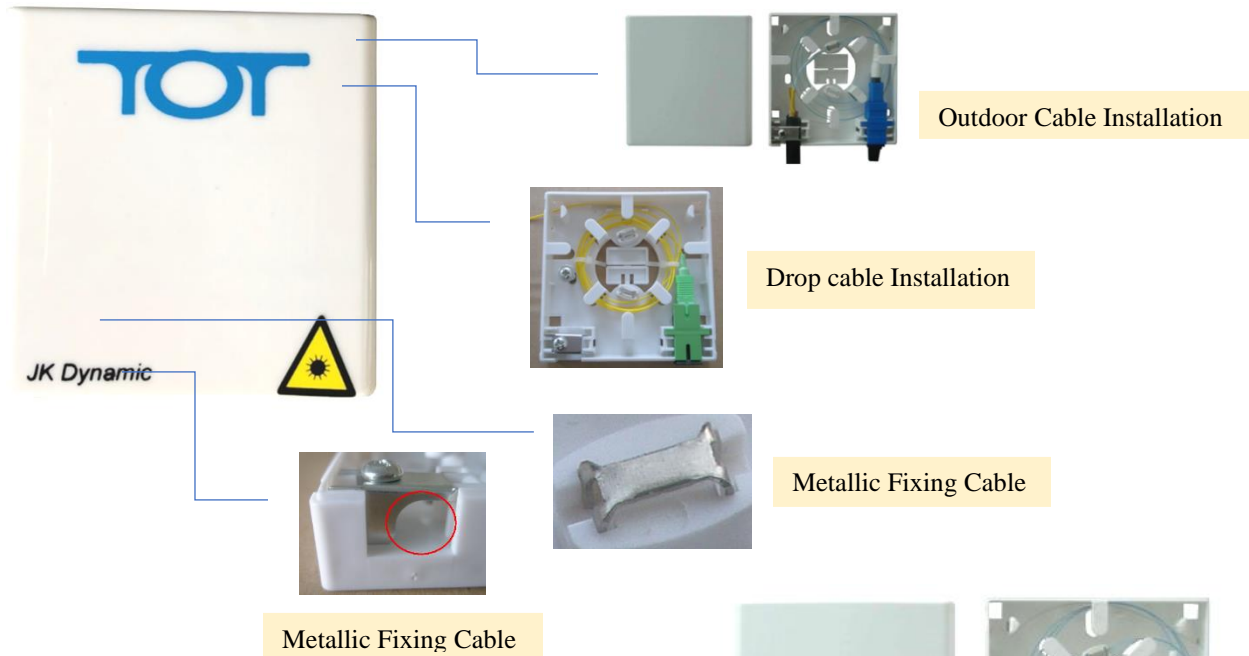 TOT
Outdoor Cable Installation
Drop cable Installation
JK Dynamic
Metallic Fixing Cable
Metallic Fixing Cable